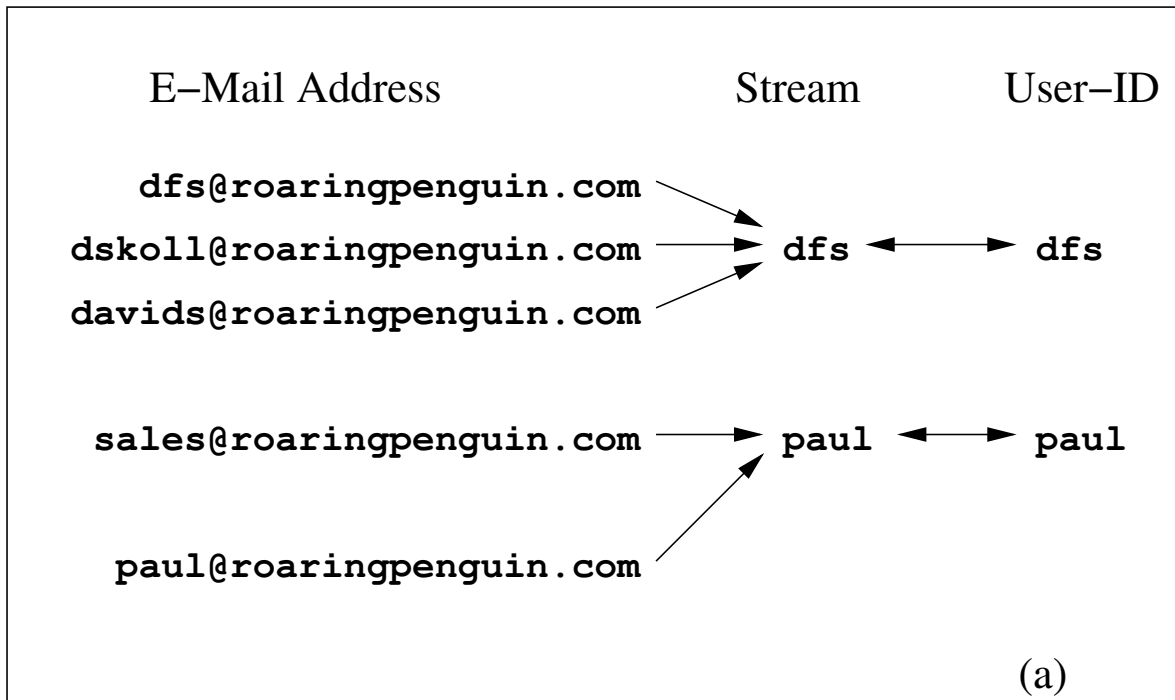 E−Mail Address Stream User−ID
dfs@roaringpenguin.com
dskoll@roaringpenguin.com dfs dfs
davids@roaringpenguin.com
sales@roaringpenguin.com paul paul
paul@roaringpenguin.com
(a)